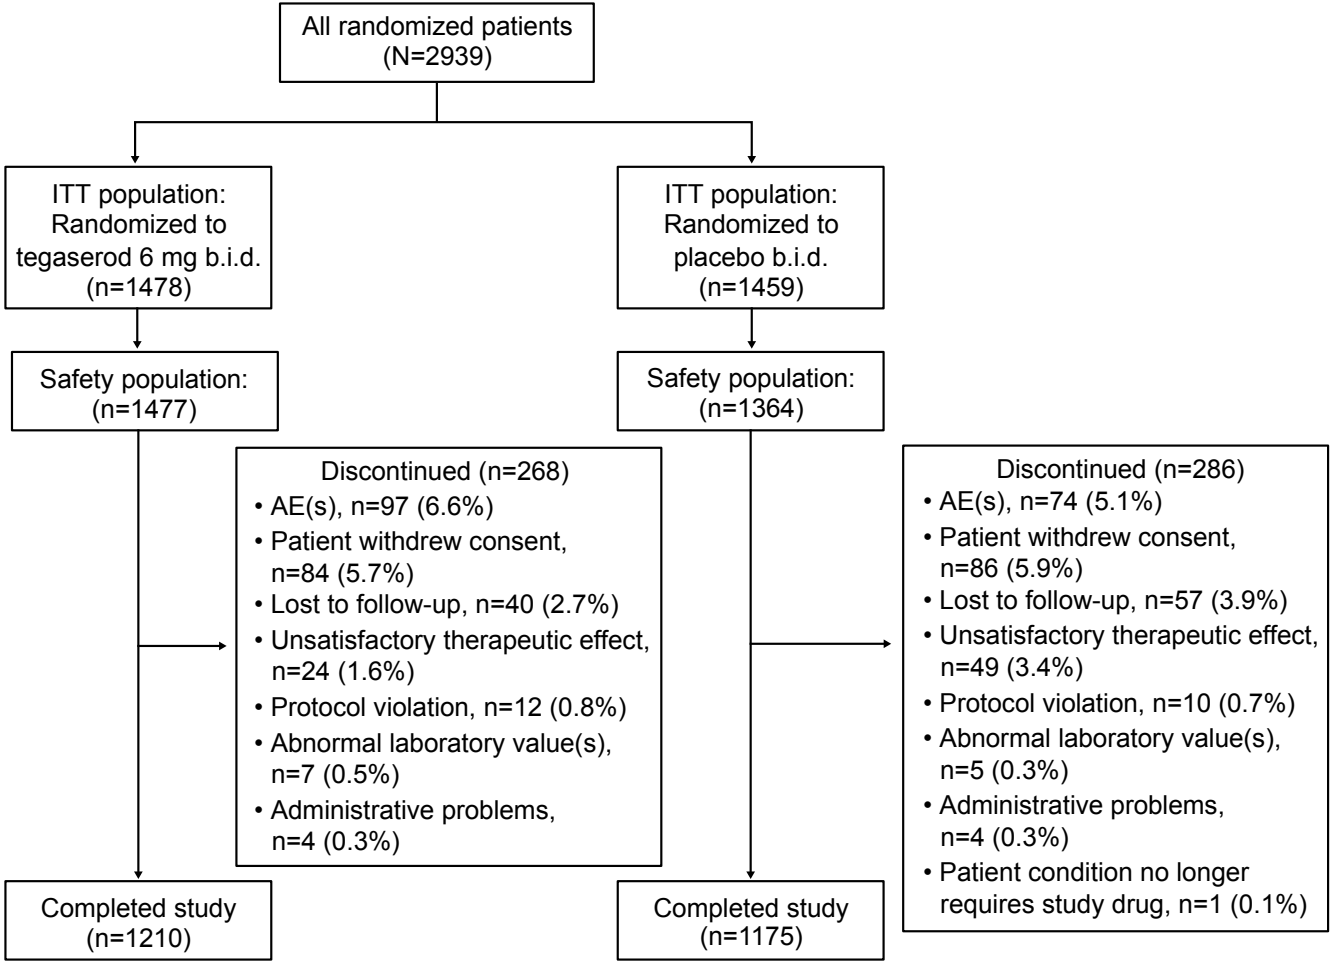 All randomized patients
(N=2939)
ITT population:
Randomized to
tegaserod 6 mg b.i.d.
(n=1478)
ITT population:
Randomized to
placebo b.i.d.
(n=1459)
Safety population:
(n=1477)
Safety population:
(n=1364)
Discontinued (n=268)
• AE(s), n=97 (6.6%)
• Patient withdrew consent,
n=84 (5.7%)
• Lost to follow-up, n=40 (2.7%)
• Unsatisfactory therapeutic effect,
n=24 (1.6%)
• Protocol violation, n=12 (0.8%)
• Abnormal laboratory value(s),
n=7 (0.5%)
• Administrative problems,
n=4 (0.3%)
Discontinued (n=286)
• AE(s), n=74 (5.1%)
• Patient withdrew consent,
n=86 (5.9%)
• Lost to follow-up, n=57 (3.9%)
• Unsatisfactory therapeutic effect,
n=49 (3.4%)
• Protocol violation, n=10 (0.7%)
• Abnormal laboratory value(s),
n=5 (0.3%)
• Administrative problems,
n=4 (0.3%)
• Patient condition no longer
requires study drug, n=1 (0.1%)
Completed study
(n=1210)
Completed study
(n=1175)